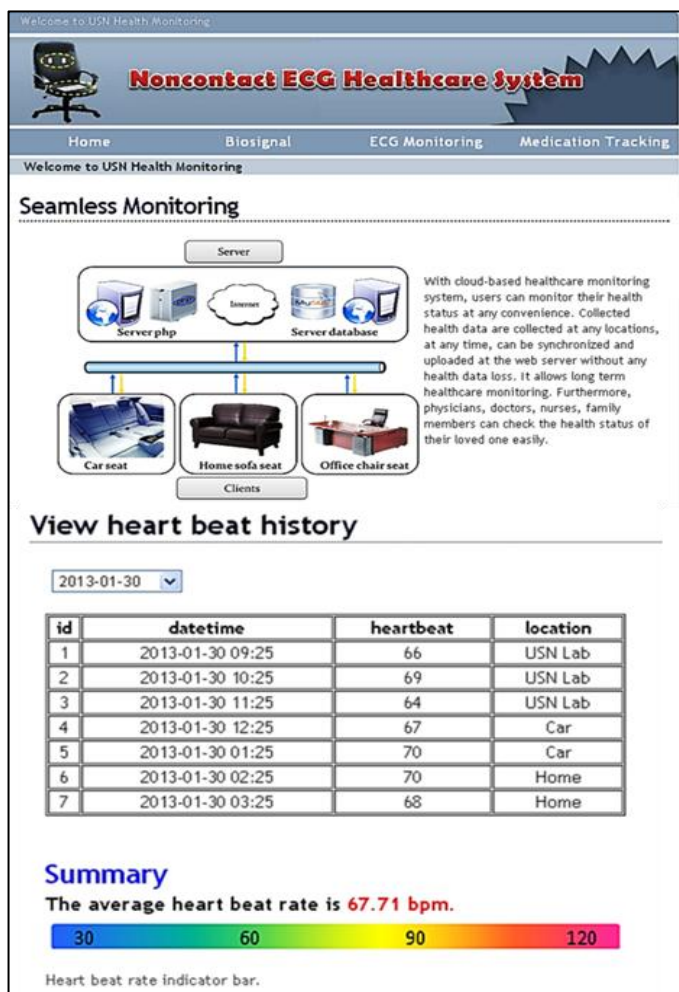 Welcome to USN Health Monitoring
Noncontact ECG Healthcare System
Home Biosignal ECG Monitoring Medication Tracking
Welcome to USN Health Monitoring
Seamless Monitoring
Server
Internet
Server php Server database
Car seat Home sofa seat Office chair seat
Clients
With cloud-based healthcare monitoring
system, users can monitor their health
status at any convenience. Collected
health data are collected at any locations,
at any time, can be synchronized and
uploaded at the web server without any
health data loss. It allows long term
healthcare monitoring. Furthermore,
physicians, doctors, nurses, family
members can check the health status of
their loved one easily.
View heart beat history
2013-01-30
id datetime heartbeat location
1 2013-01-30 09:25 66 USN Lab
2 2013-01-30 10:25 69 USN Lab
3 2013-01-30 11:25 64 USN Lab
4 2013-01-30 12:25 67 Car
5 2013-01-30 01:25 70 Car
6 2013-01-30 02:25 70 Home
7 2013-01-30 03:25 68 Home
Summary
The average heart beat rate is 67.71 bpm.
30 60 90 120
Heart beat rate indicator bar.